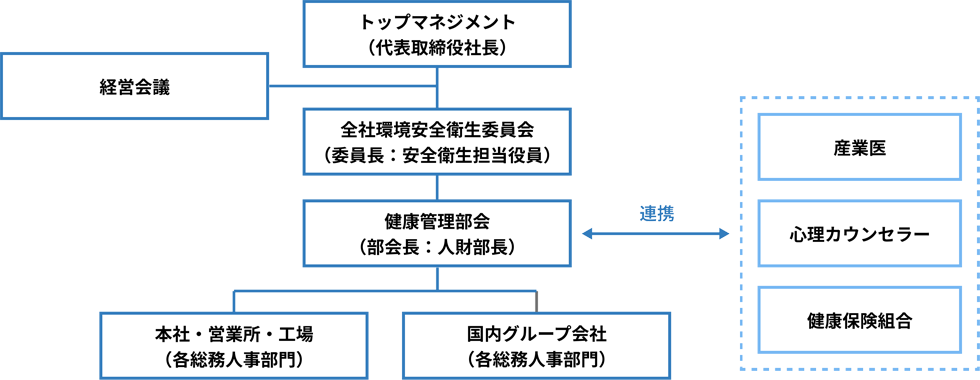 トップマネジメント
（代表取締役社長）
経営会議
全社環境安全衛生委員会
（委員長：安全衛生担当役員）
健康管理部会
（部会長：人財部長）
連携
産業医
心理カウンセラー
健康保険組合
本社・営業所・工場
（各総務人事部門）
国内グループ会社
（各総務人事部門）